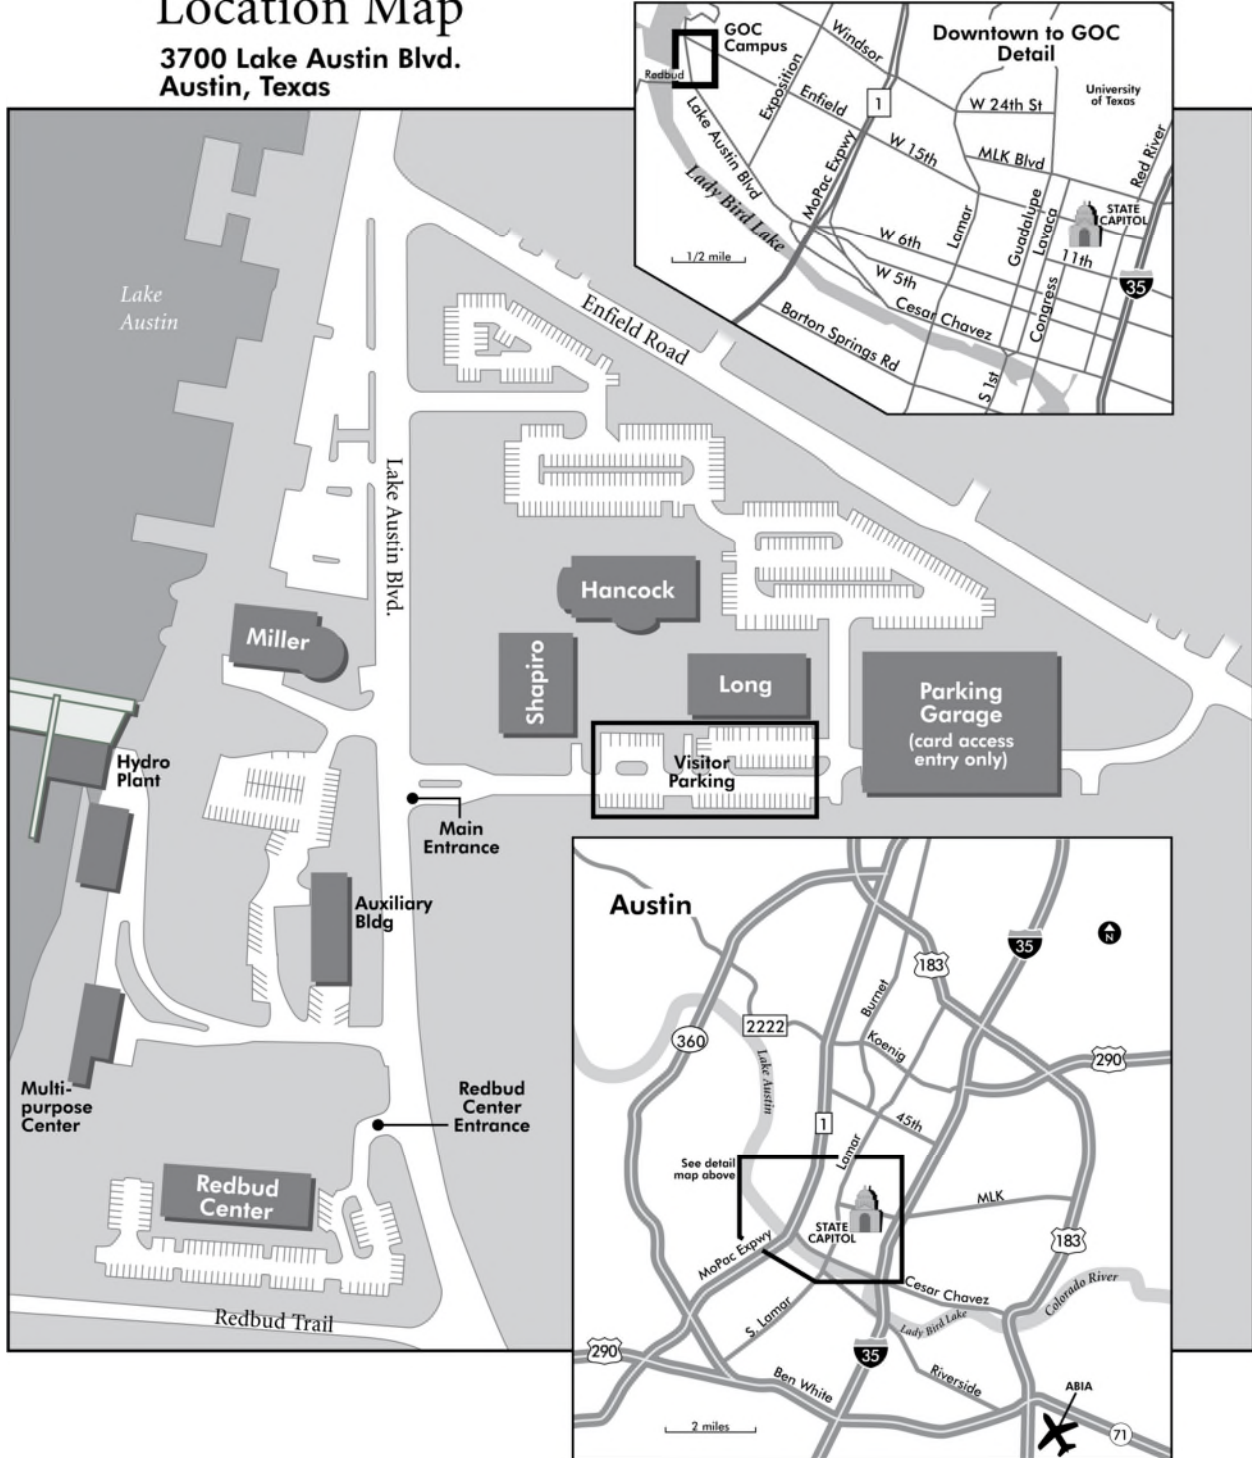 Location Map
3700 Lake Austin Blvd.
Austin, Texas
GOC
Campus
Downtown to GOC
Detail
Redbud
Windsor
Exposition
Enfield
1
W 24th St
University
of Texas
Lake Austin Blvd
MoPac Expwy
W 15th
MLK Blvd
Red River
Lady Bird Lake
Lamar
Guadalupe
Lavaca
STATE
CAPITOL
W 6th
11th
1/2 mile
W 5th
35
Cesar Chavez
Congress
Barton Springs Rd
S 1st
Lake
Austin
Enfield Road
Lake Austin Blvd.
Hancock
Miller
Shapiro
Long
Parking
Garage
(card access
entry only)
Visitor
Parking
Hydro
Plant
Main
Entrance
Auxiliary
Bldg
Multi-
purpose
Center
Redbud
Center
Entrance
Redbud
Center
Redbud Trail
Austin
N
35
183
Burnet
2222
360
Koenig
290
Lake Austin
1
45th
Lamar
See detail
map above
MLK
STATE
CAPITOL
183
MoPac Expwy
Cesar Chavez
Colorado River
S. Lamar
Lady Bird Lake
290
35
Ben White
Riverside
ABIA
2 miles
71